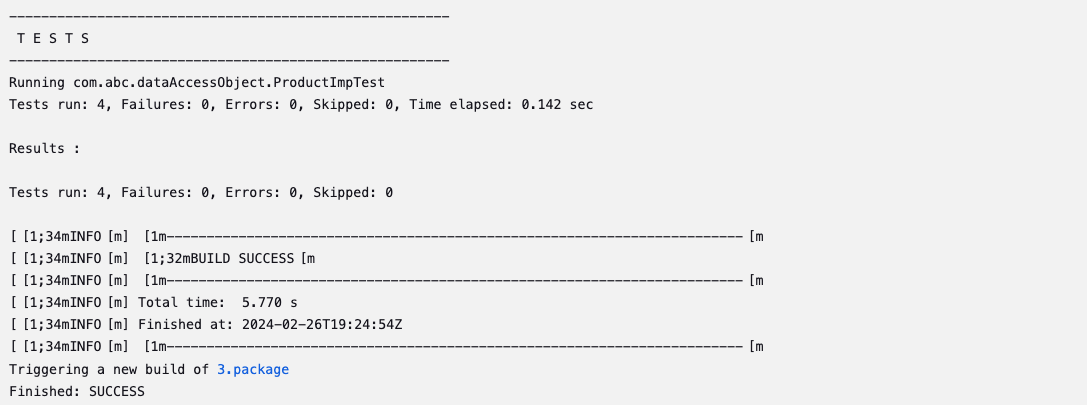 -------------------------------------------------------
 T E S T S
-------------------------------------------------------
Running com.abc.dataAccessObject.ProductImpTest
Tests run: 4, Failures: 0, Errors: 0, Skipped: 0, Time elapsed: 0.142 sec
Results :
Tests run: 4, Failures: 0, Errors: 0, Skipped: 0
[ [1;34mINFO [m]  [1m------------------------------------------------------------------------ [m
[ [1;34mINFO [m]  [1;32mBUILD SUCCESS [m
[ [1;34mINFO [m]  [1m------------------------------------------------------------------------ [m
[ [1;34mINFO [m] Total time:  5.770 s
[ [1;34mINFO [m] Finished at: 2024-02-26T19:24:54Z
[ [1;34mINFO [m]  [1m------------------------------------------------------------------------ [m
Triggering a new build of 3.package
Finished: SUCCESS